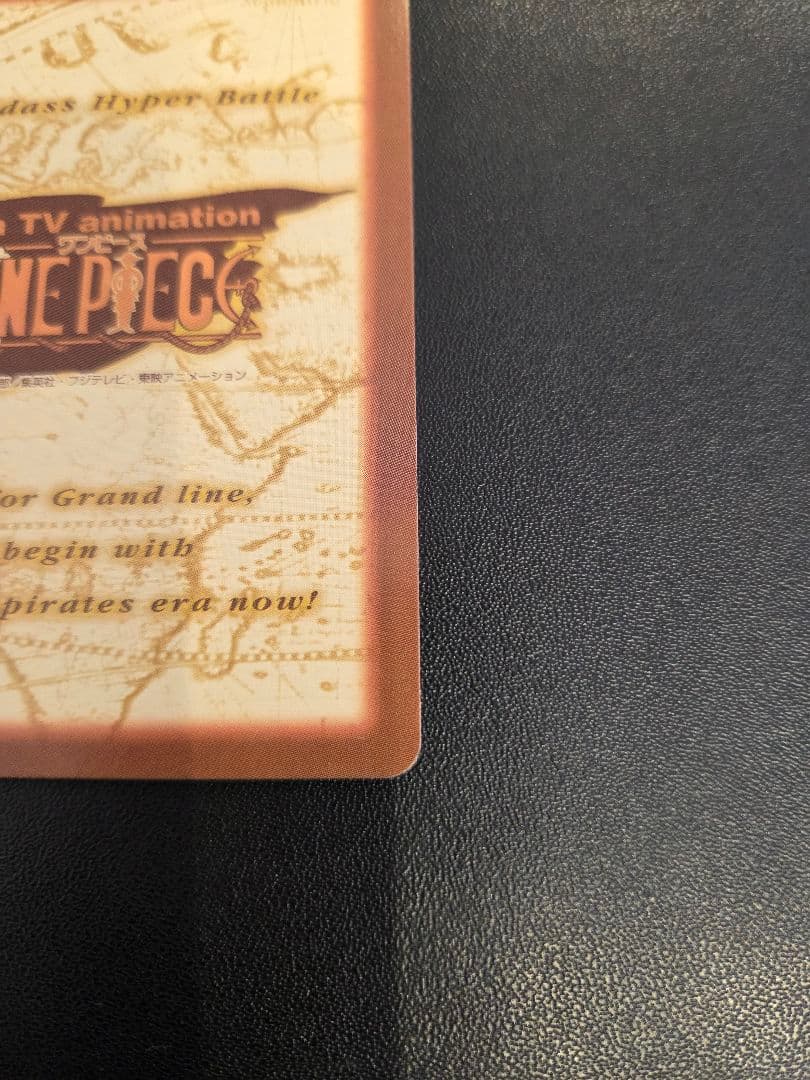 dass Hyper Battle
TV animation
ワンピース
NE PIECE
集英社・フジテレビ・東映アニメーション
or Grand line,
begin with
pirates era now!